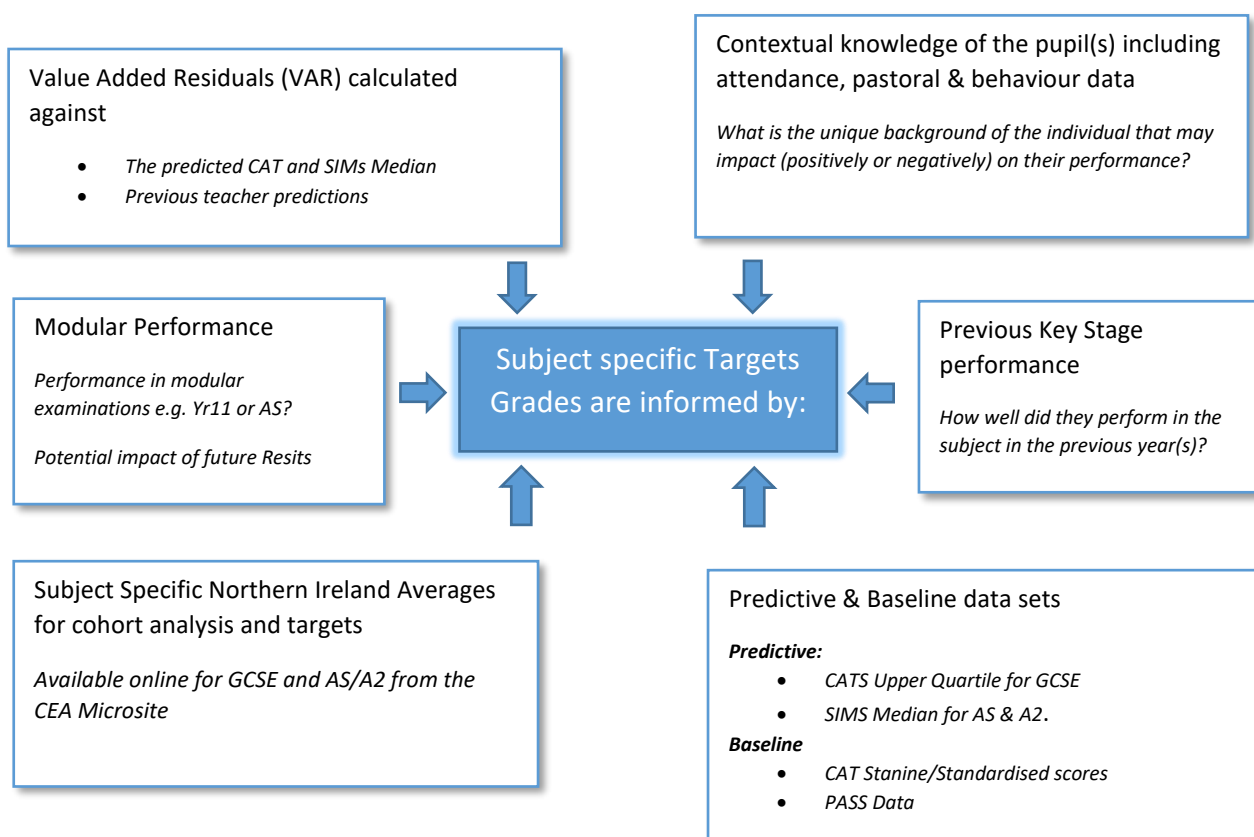 Value Added Residuals (VAR) calculated
against
• The predicted CAT and SIMs Median
• Previous teacher predictions
Contextual knowledge of the pupil(s) including
attendance, pastoral & behaviour data
What is the unique background of the individual that may
impact (positively or negatively) on their performance?
Modular Performance
Performance in modular
examinations e.g. Yr11 or AS?
Potential impact of future Resits
Subject specific Targets
Grades are informed by:
Previous Key Stage
performance
How well did they perform in the
subject in the previous year(s)?
Subject Specific Northern Ireland Averages
for cohort analysis and targets
Available online for GCSE and AS/A2 from the
CEA Microsite
Predictive & Baseline data sets
Predictive:
• CATS Upper Quartile for GCSE
• SIMS Median for AS & A2.
Baseline
• CAT Stanine/Standardised scores
• PASS Data